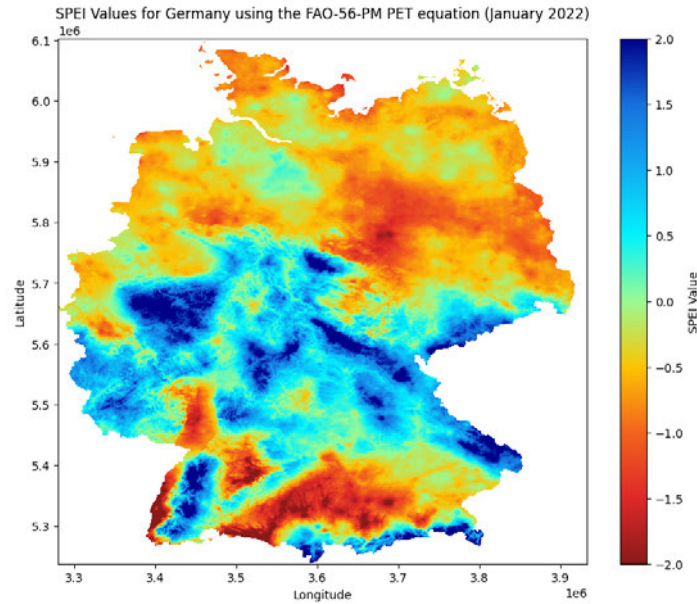 SPEI Values for Germany using the FAO-56-PM PET equation (January 2022)
1e6
6.1
6.0
5.9
5.8
5.7
5.6
5.5
5.4
5.3
Latitude
3.3 3.4 3.5 3.6 3.7 3.8 3.9
1e6
Longitude
2.0
1.5
1.0
0.5
0.0
−0.5
−1.0
−1.5
−2.0
SPEI Value